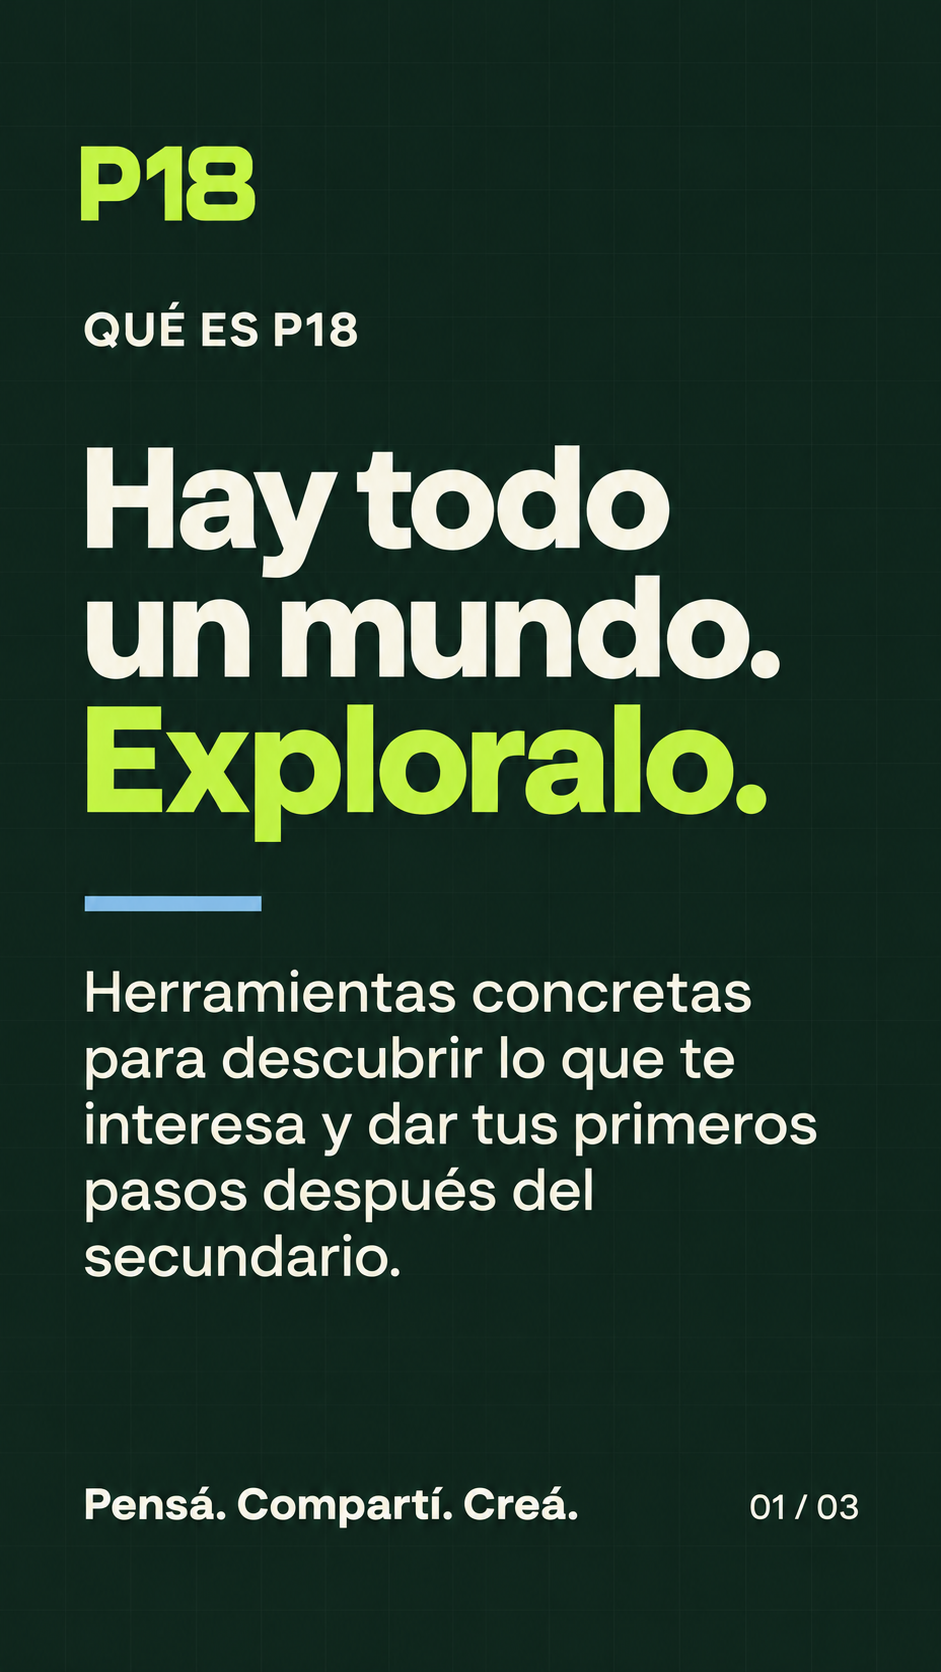 P18
QUÉ ES P18
Hay todo
un mundo.
Exploralo.
Herramientas concretas
para descubrir lo que te
interesa y dar tus primeros
pasos después del
secundario.
Pensá. Compartí. Creá.
01 / 03